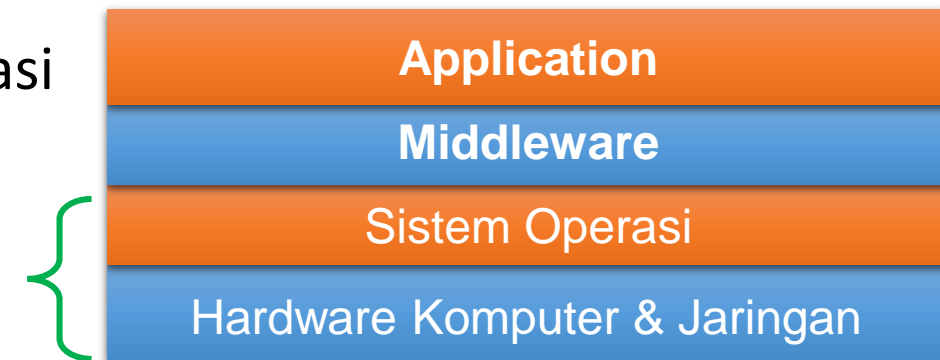 asi
Application
Middleware
Sistem Operasi
Hardware Komputer & Jaringan